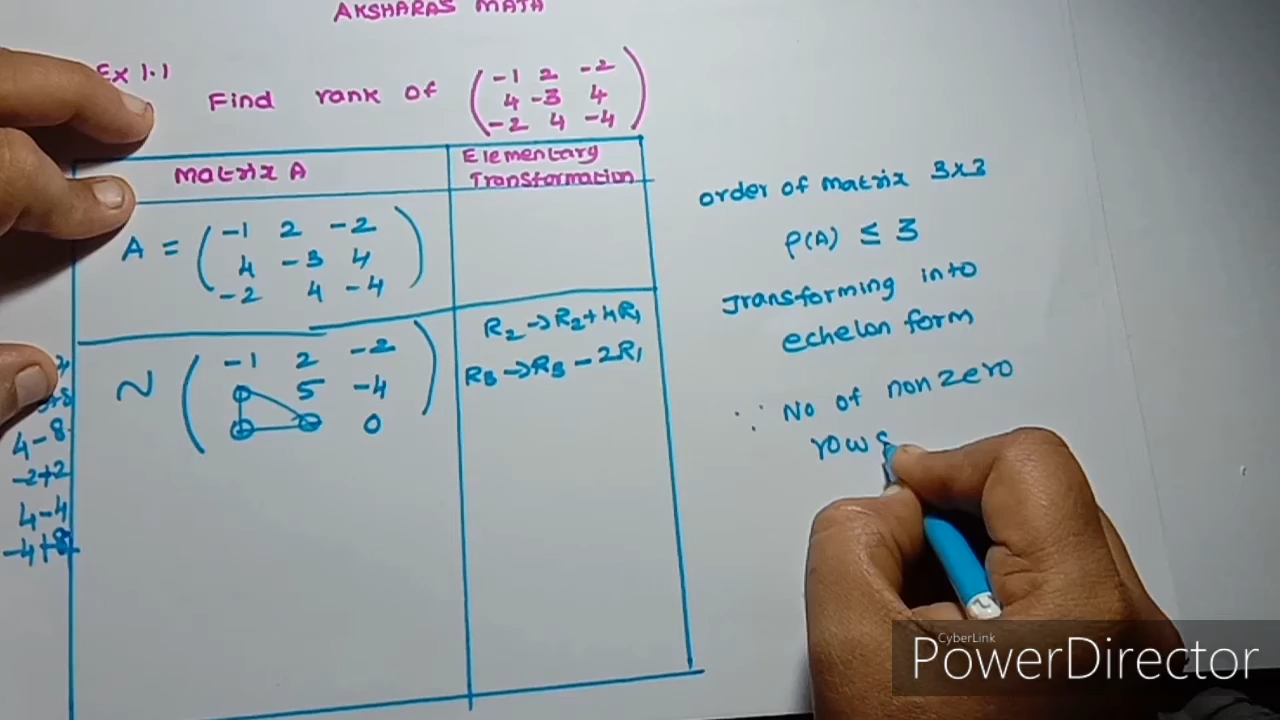 AKSHARAS MATH
Ex 1.1
Find rank of
-1 2 -2
4 -3 4
-2 4 -4
Matrix A
Elementary
Transformation
A = -1 2 -2
4 -3 4
-2 4 -4
~ -1 2 -2
0 5 -4
0 0 0
R2→R2+4R1
R3→R3-2R1
4-8
-2+2
4-4
-4+8
order of matrix 3x3
ρ(A) ≤ 3
Transforming into
echelon form
∵ No of non zero
rows
CyberLink
PowerDirector